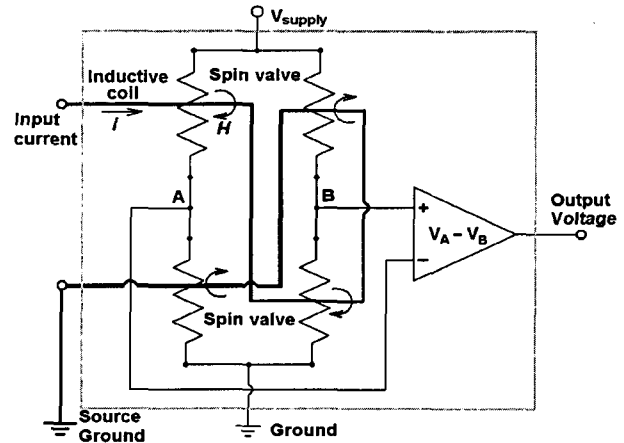 V_supply
Inductive
coil
Spin valve
Input
current
i
H
A
B
+
V_A – V_B
−
Output
Voltage
Spin valve
Source
Ground
Ground